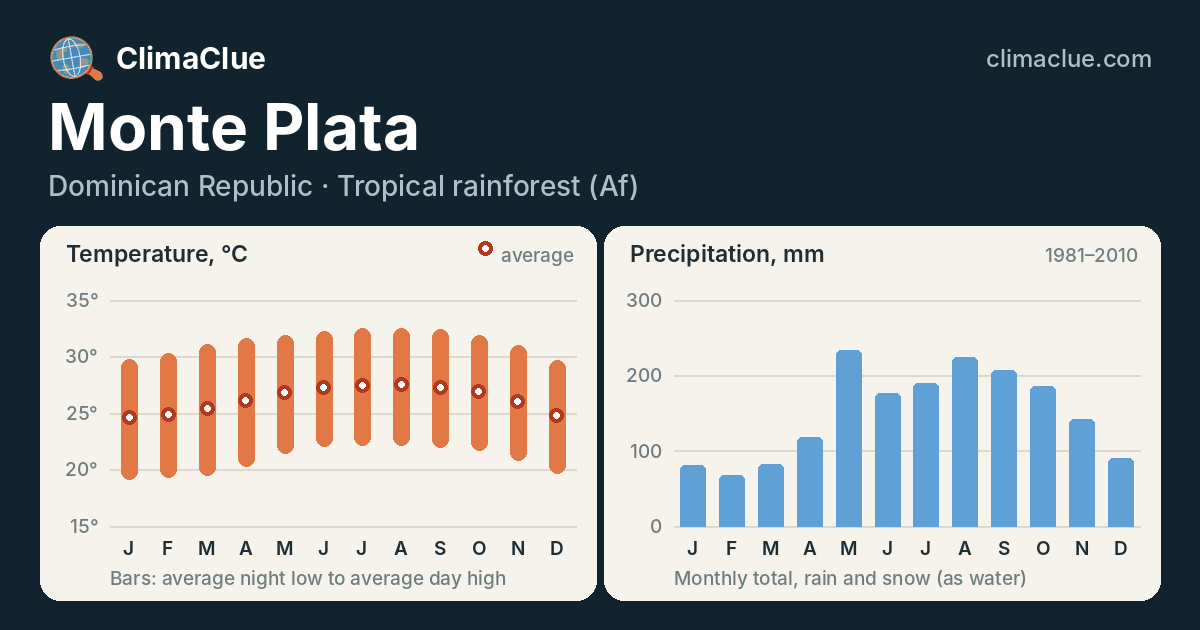 ClimaClue
climaclue.com
Monte Plata
Dominican Republic · Tropical rainforest (Af)
Temperature, °C
average
35°
30°
25°
20°
15°
J F M A M J J A S O N D
Bars: average night low to average day high
Precipitation, mm
1981–2010
300
200
100
0
J F M A M J J A S O N D
Monthly total, rain and snow (as water)